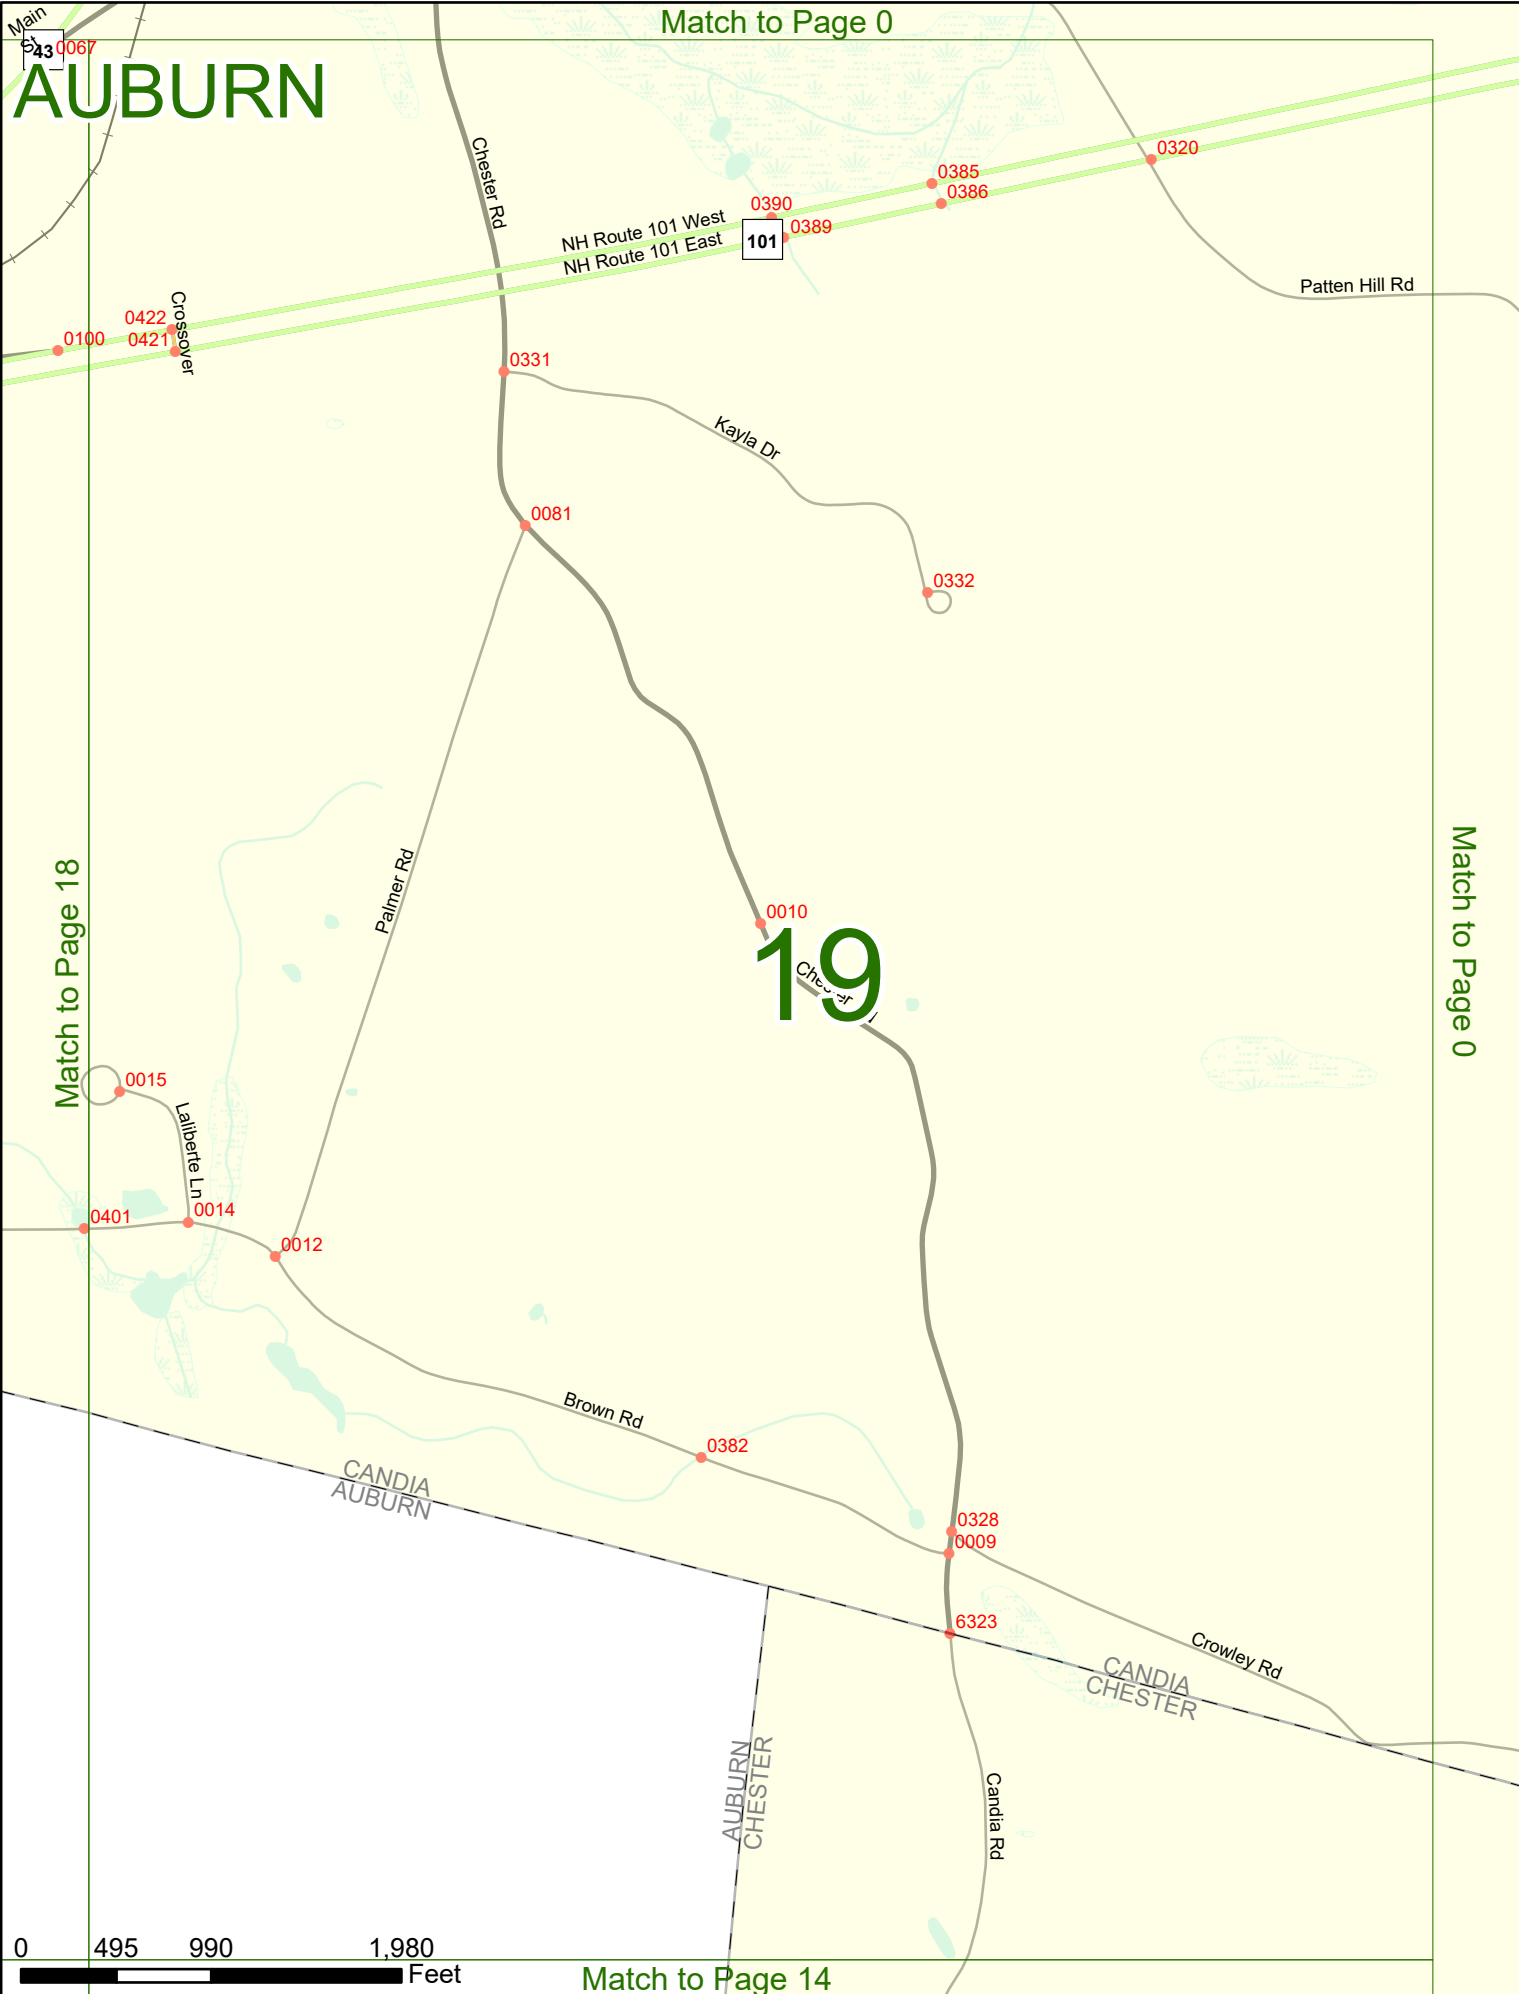 Match to Page 0
Main
St
43
0067
AUBURN
Chester Rd
0320
0385
0386
0390
0389
NH Route 101 West
NH Route 101 East
101
Patten Hill Rd
Crossover
0422
0421
0100
0331
Kayla Dr
0081
0332
Palmer Rd
Match to Page 18
Match to Page 0
0010
19
Chester
0015
Laliberte Ln
0401
0014
0012
Brown Rd
0382
CANDIA
AUBURN
0328
0009
6323
Crowley Rd
CANDIA
CHESTER
AUBURN
CHESTER
Candia Rd
0 495 990 1,980
Feet
Match to Page 14